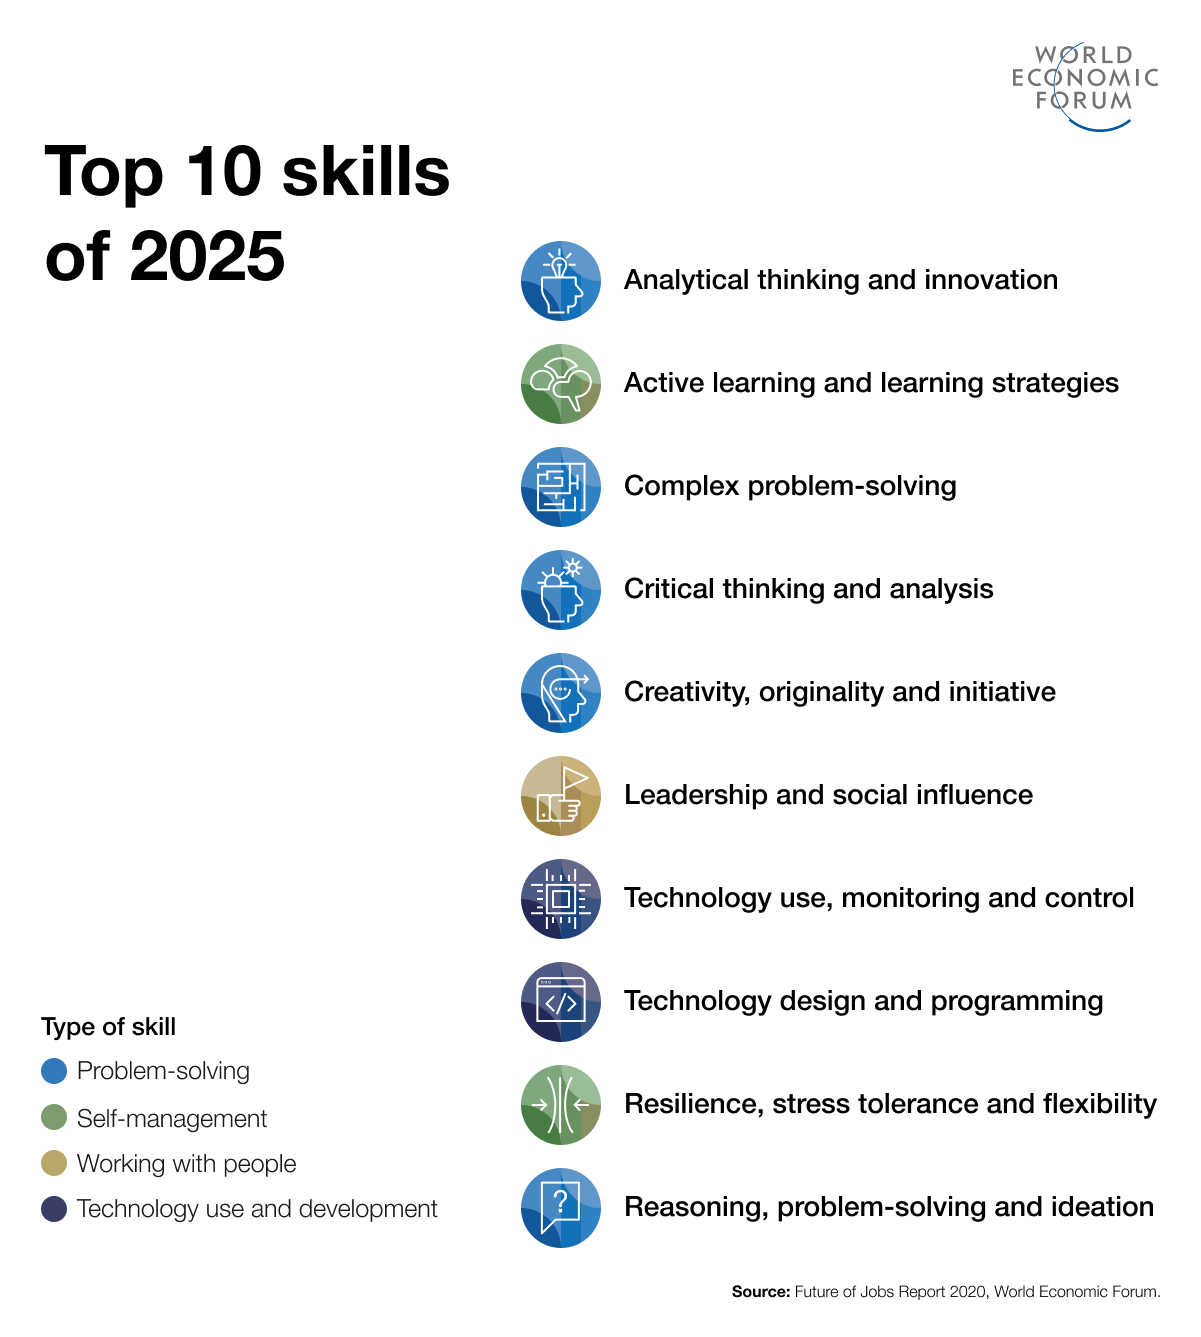 WORLD
ECONOMIC
FORUM
Top 10 skills
of 2025
Analytical thinking and innovation
Active learning and learning strategies
Complex problem-solving
Critical thinking and analysis
Creativity, originality and initiative
Leadership and social influence
Technology use, monitoring and control
Technology design and programming
Resilience, stress tolerance and flexibility
?
Reasoning, problem-solving and ideation
Type of skill
Problem-solving
Self-management
Working with people
Technology use and development
Source: Future of Jobs Report 2020, World Economic Forum.